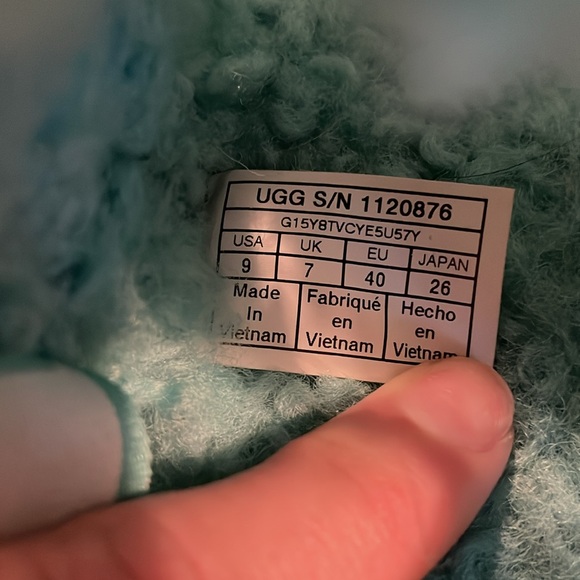 UGG S/N 1120876
G15Y8TVCYE5U57Y
USA UK EU JAPAN
9 7 40 26
Made Fabriqué Hecho
In en en
Vietnam Vietnam Vietnam